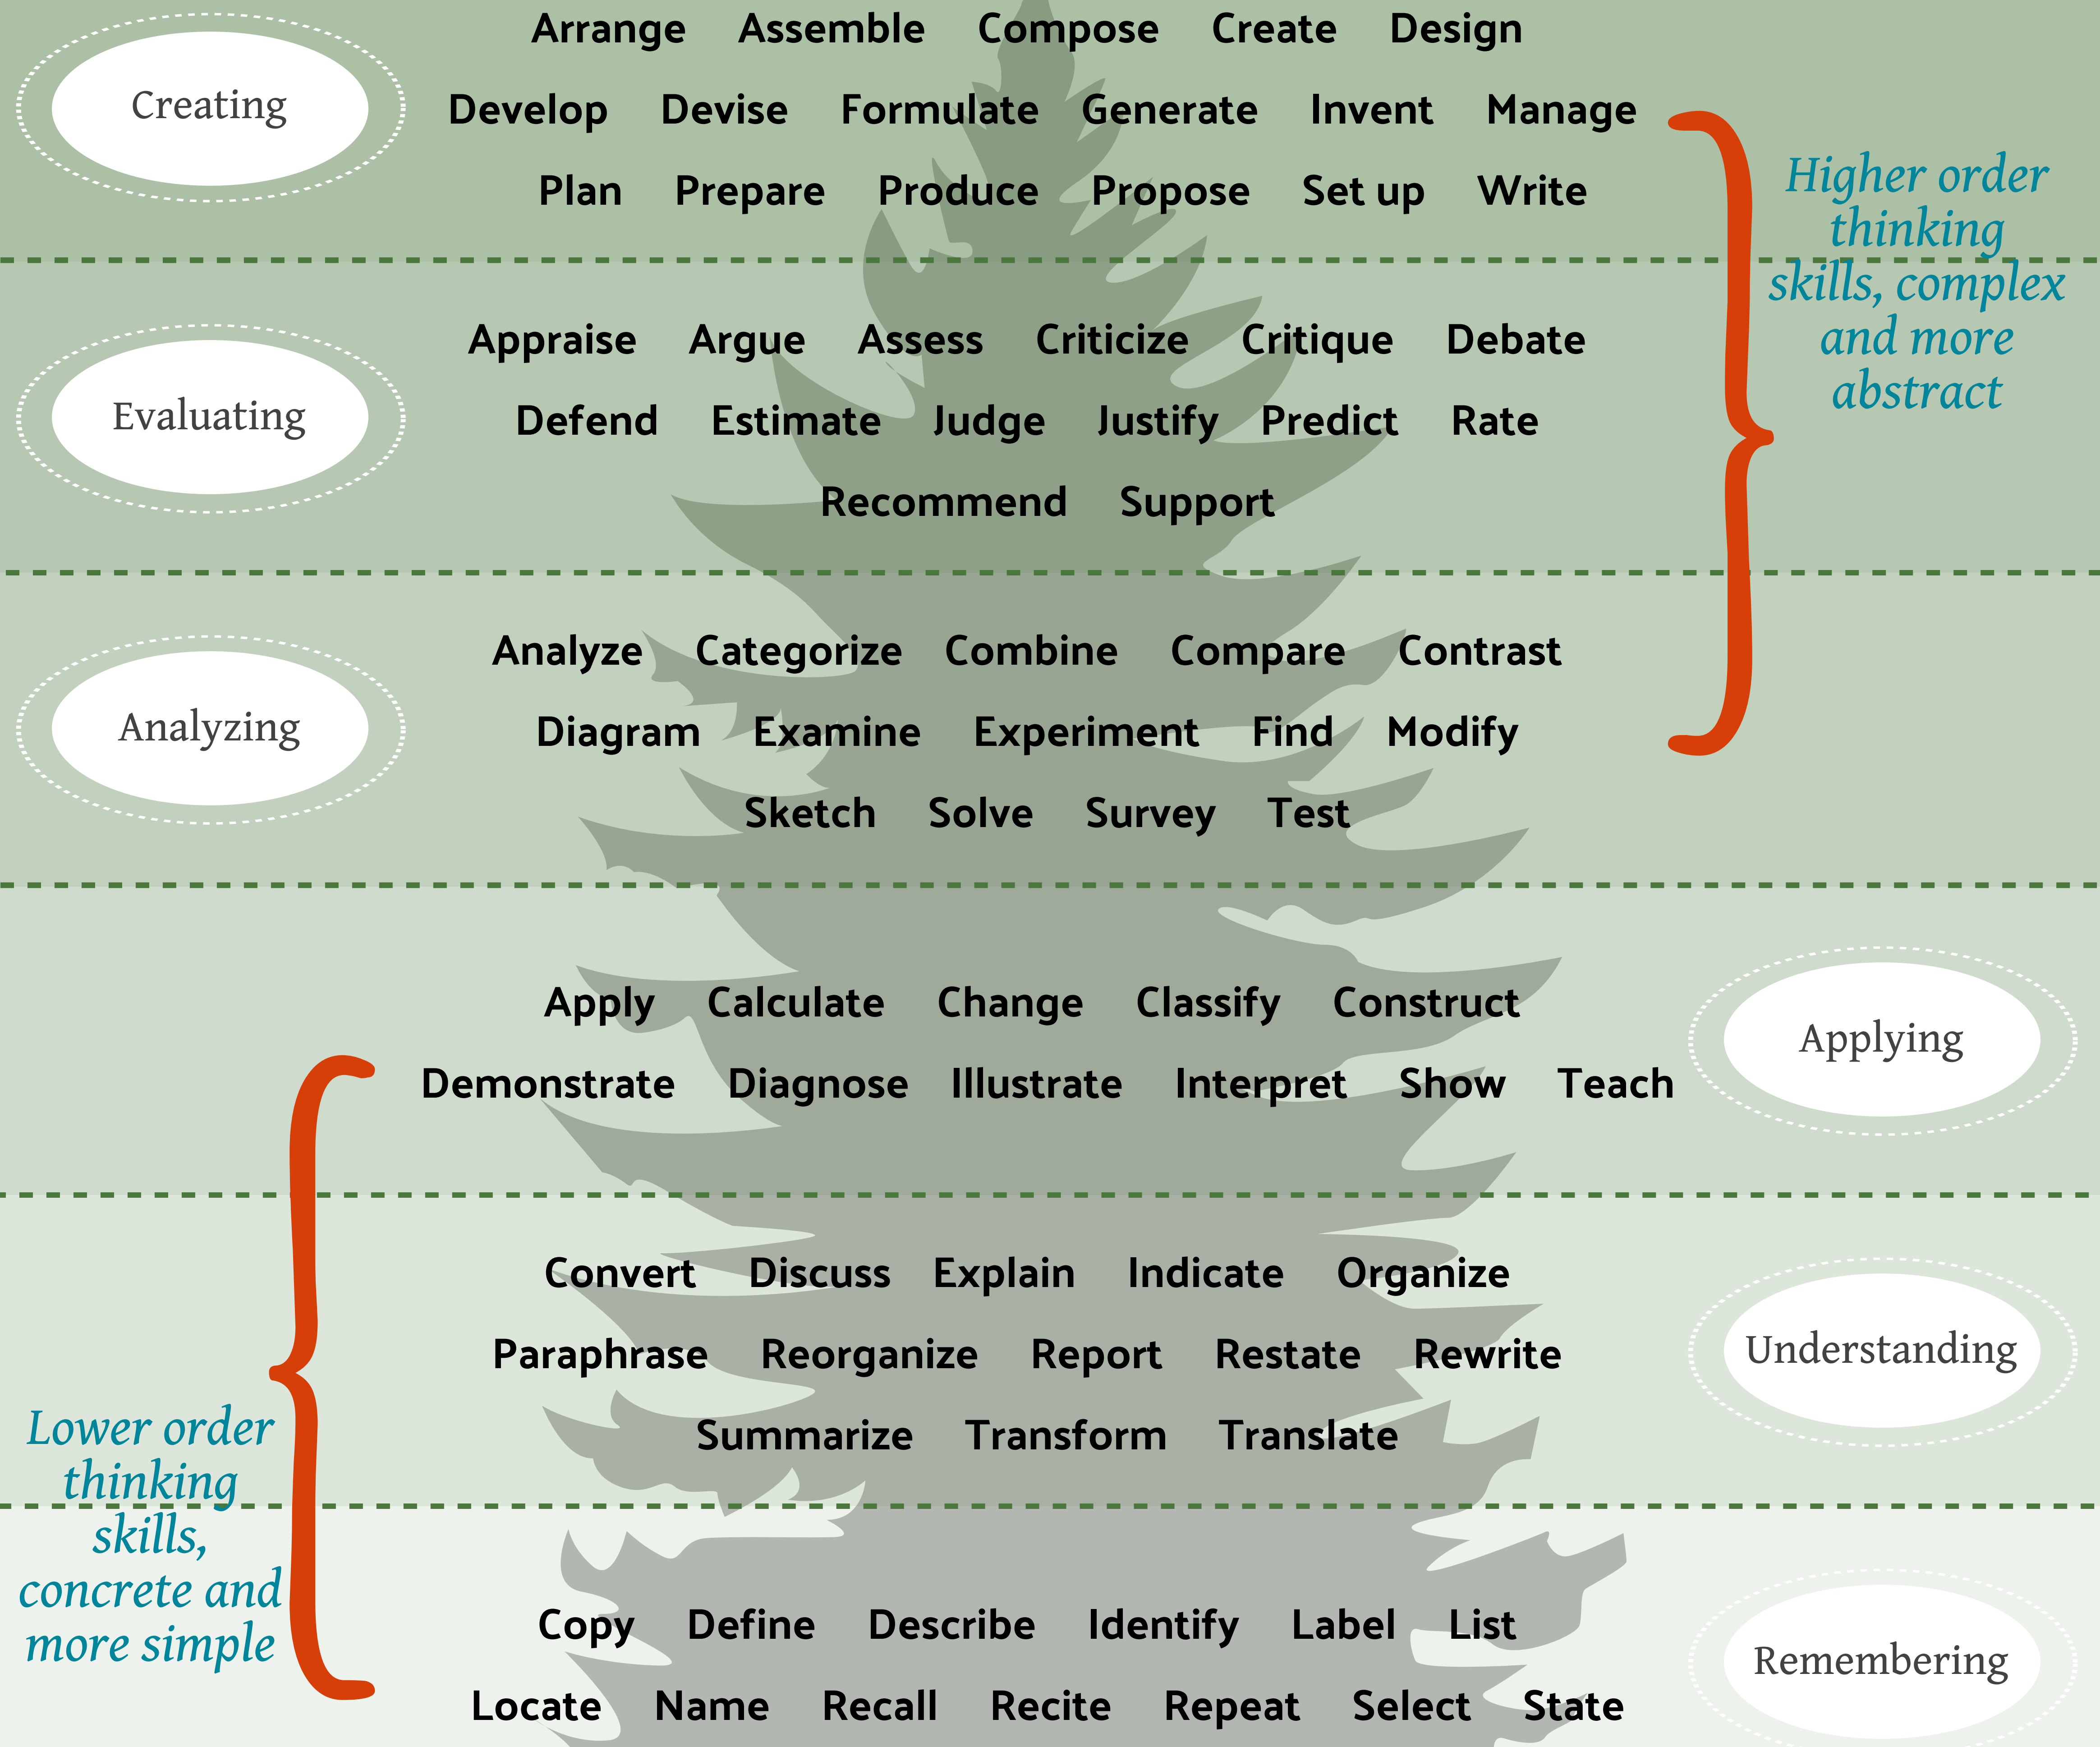 Arrange Assemble Compose Create Design
Creating
Develop Devise Formulate Generate Invent Manage
Plan Prepare Produce Propose Set up Write
Higher order
thinking
skills, complex
and more
abstract
Appraise Argue Assess Criticize Critique Debate
Evaluating
Defend Estimate Judge Justify Predict Rate
Recommend Support
Analyze Categorize Combine Compare Contrast
Analyzing
Diagram Examine Experiment Find Modify
Sketch Solve Survey Test
Apply Calculate Change Classify Construct
Applying
Demonstrate Diagnose Illustrate Interpret Show Teach
Convert Discuss Explain Indicate Organize
Understanding
Paraphrase Reorganize Report Restate Rewrite
Summarize Transform Translate
Lower order
thinking
skills,
concrete and
more simple
Copy Define Describe Identify Label List
Remembering
Locate Name Recall Recite Repeat Select State